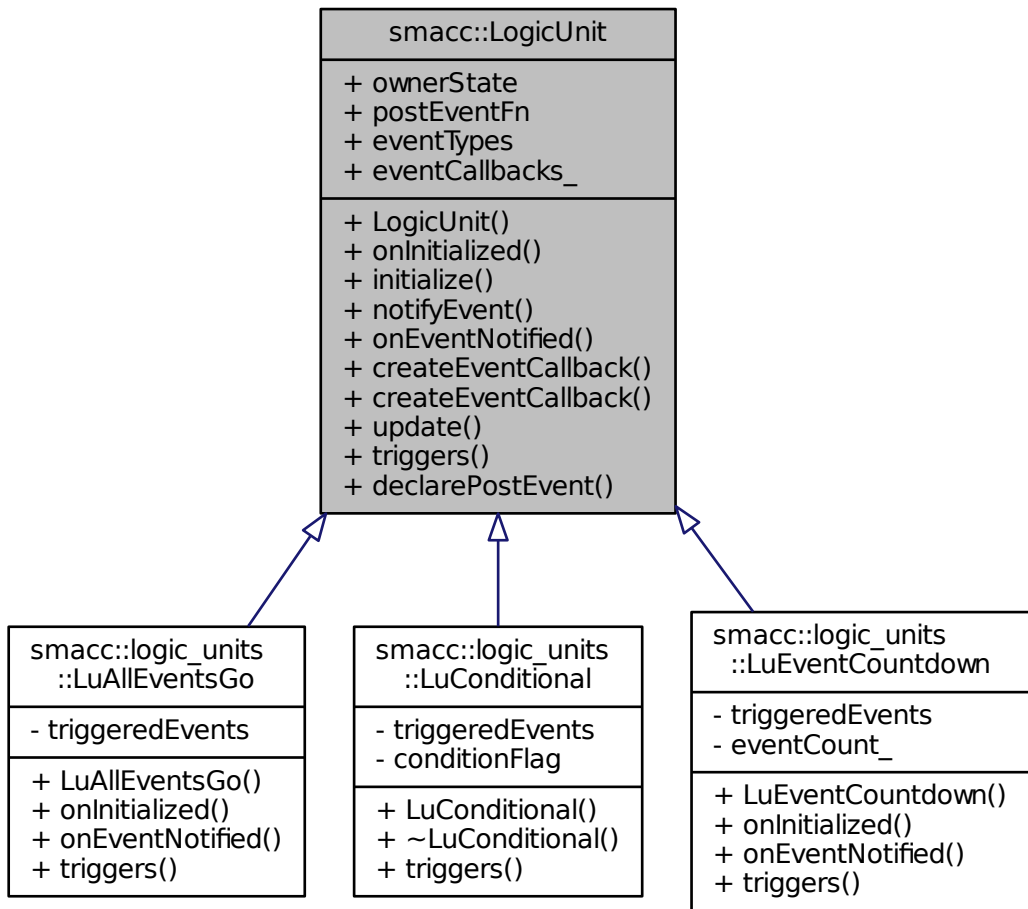 smacc::LogicUnit
+ ownerState
+ postEventFn
+ eventTypes
+ eventCallbacks_
+ LogicUnit()
+ onInitialized()
+ initialize()
+ notifyEvent()
+ onEventNotified()
+ createEventCallback()
+ createEventCallback()
+ update()
+ triggers()
+ declarePostEvent()
smacc::logic_units
::LuAllEventsGo
- triggeredEvents
+ LuAllEventsGo()
+ onInitialized()
+ onEventNotified()
+ triggers()
smacc::logic_units
::LuConditional
- triggeredEvents
- conditionFlag
+ LuConditional()
+ ~LuConditional()
+ triggers()
smacc::logic_units
::LuEventCountdown
- triggeredEvents
- eventCount_
+ LuEventCountdown()
+ onInitialized()
+ onEventNotified()
+ triggers()